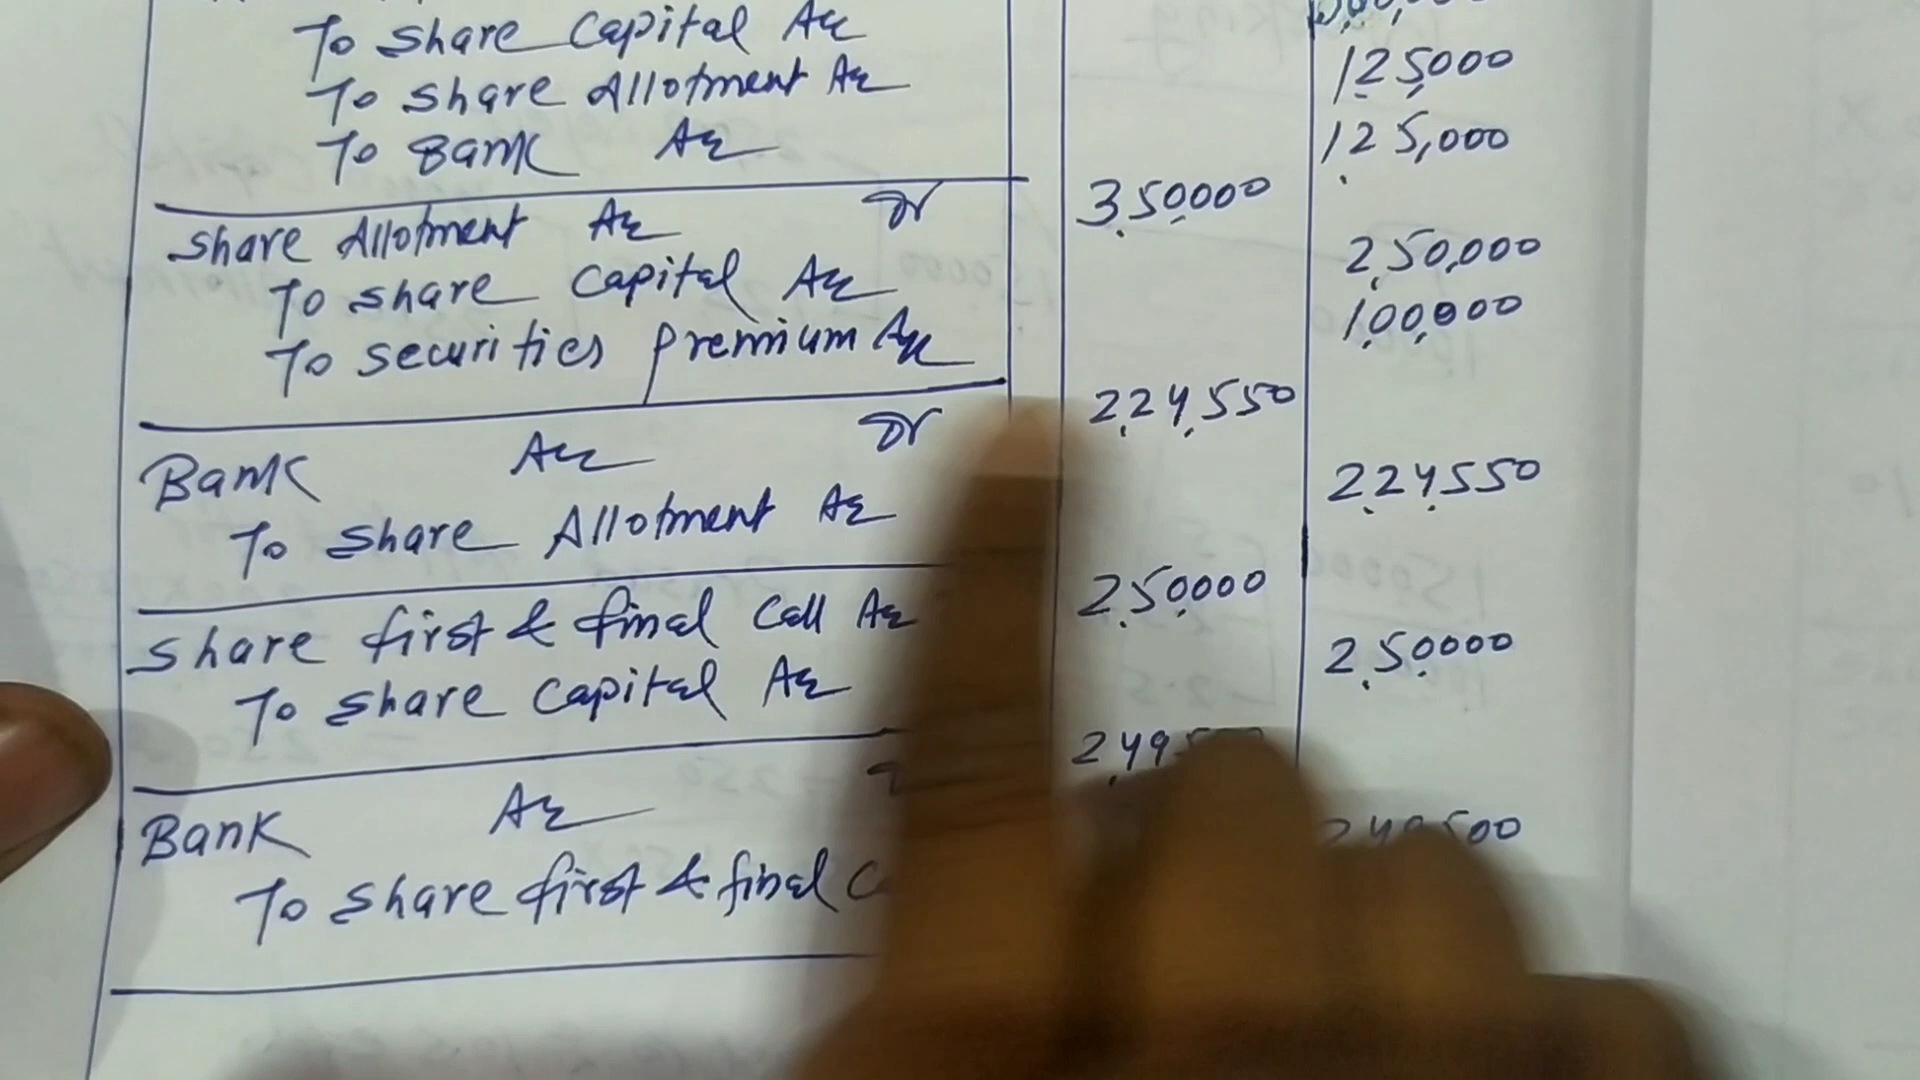 To share capital A/c
125000
To share Allotment A/c
125,000
To Bank A/c
share Allotment A/c Dr 350000
To share capital A/c 250,000
To securities premium A/c 100,000
Bank A/c Dr 224,550
To share Allotment A/c 224550
share first & final call A/c 250000
To share capital A/c 250000
Bank A/c
To share first & final